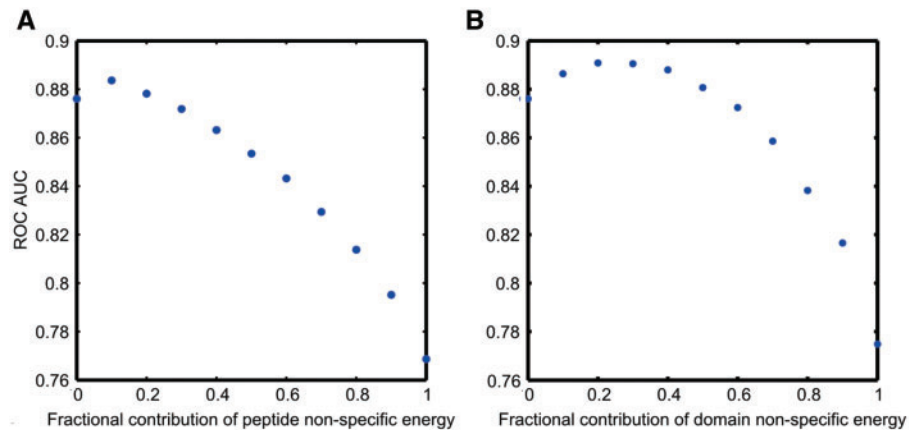 A
B
0.9
0.88
0.86
0.84
0.82
0.8
0.78
0.76
ROC AUC
0 0.2 0.4 0.6 0.8 1
Fractional contribution of peptide non-specific energy
0.9
0.88
0.86
0.84
0.82
0.8
0.78
0.76
0 0.2 0.4 0.6 0.8 1
Fractional contribution of domain non-specific energy